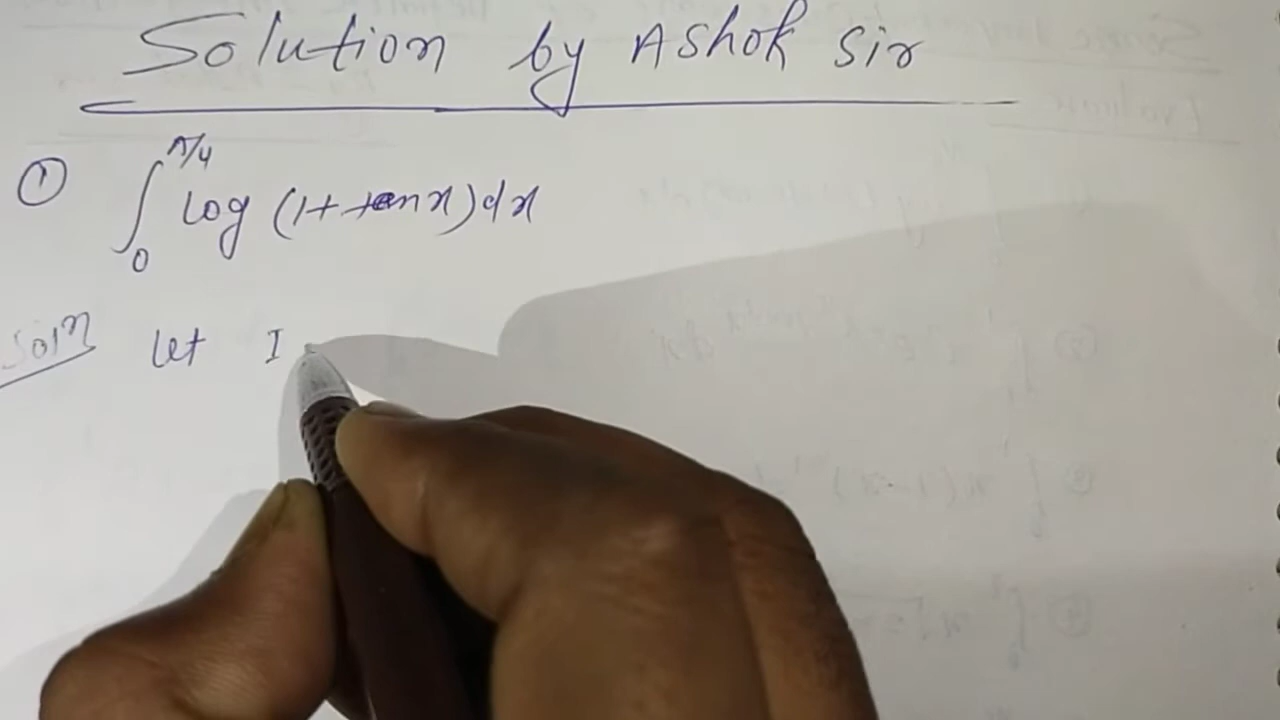 Solution by Ashok Sir
① ∫₀^{π/4} log (1+tanx)dx
Soln Let I